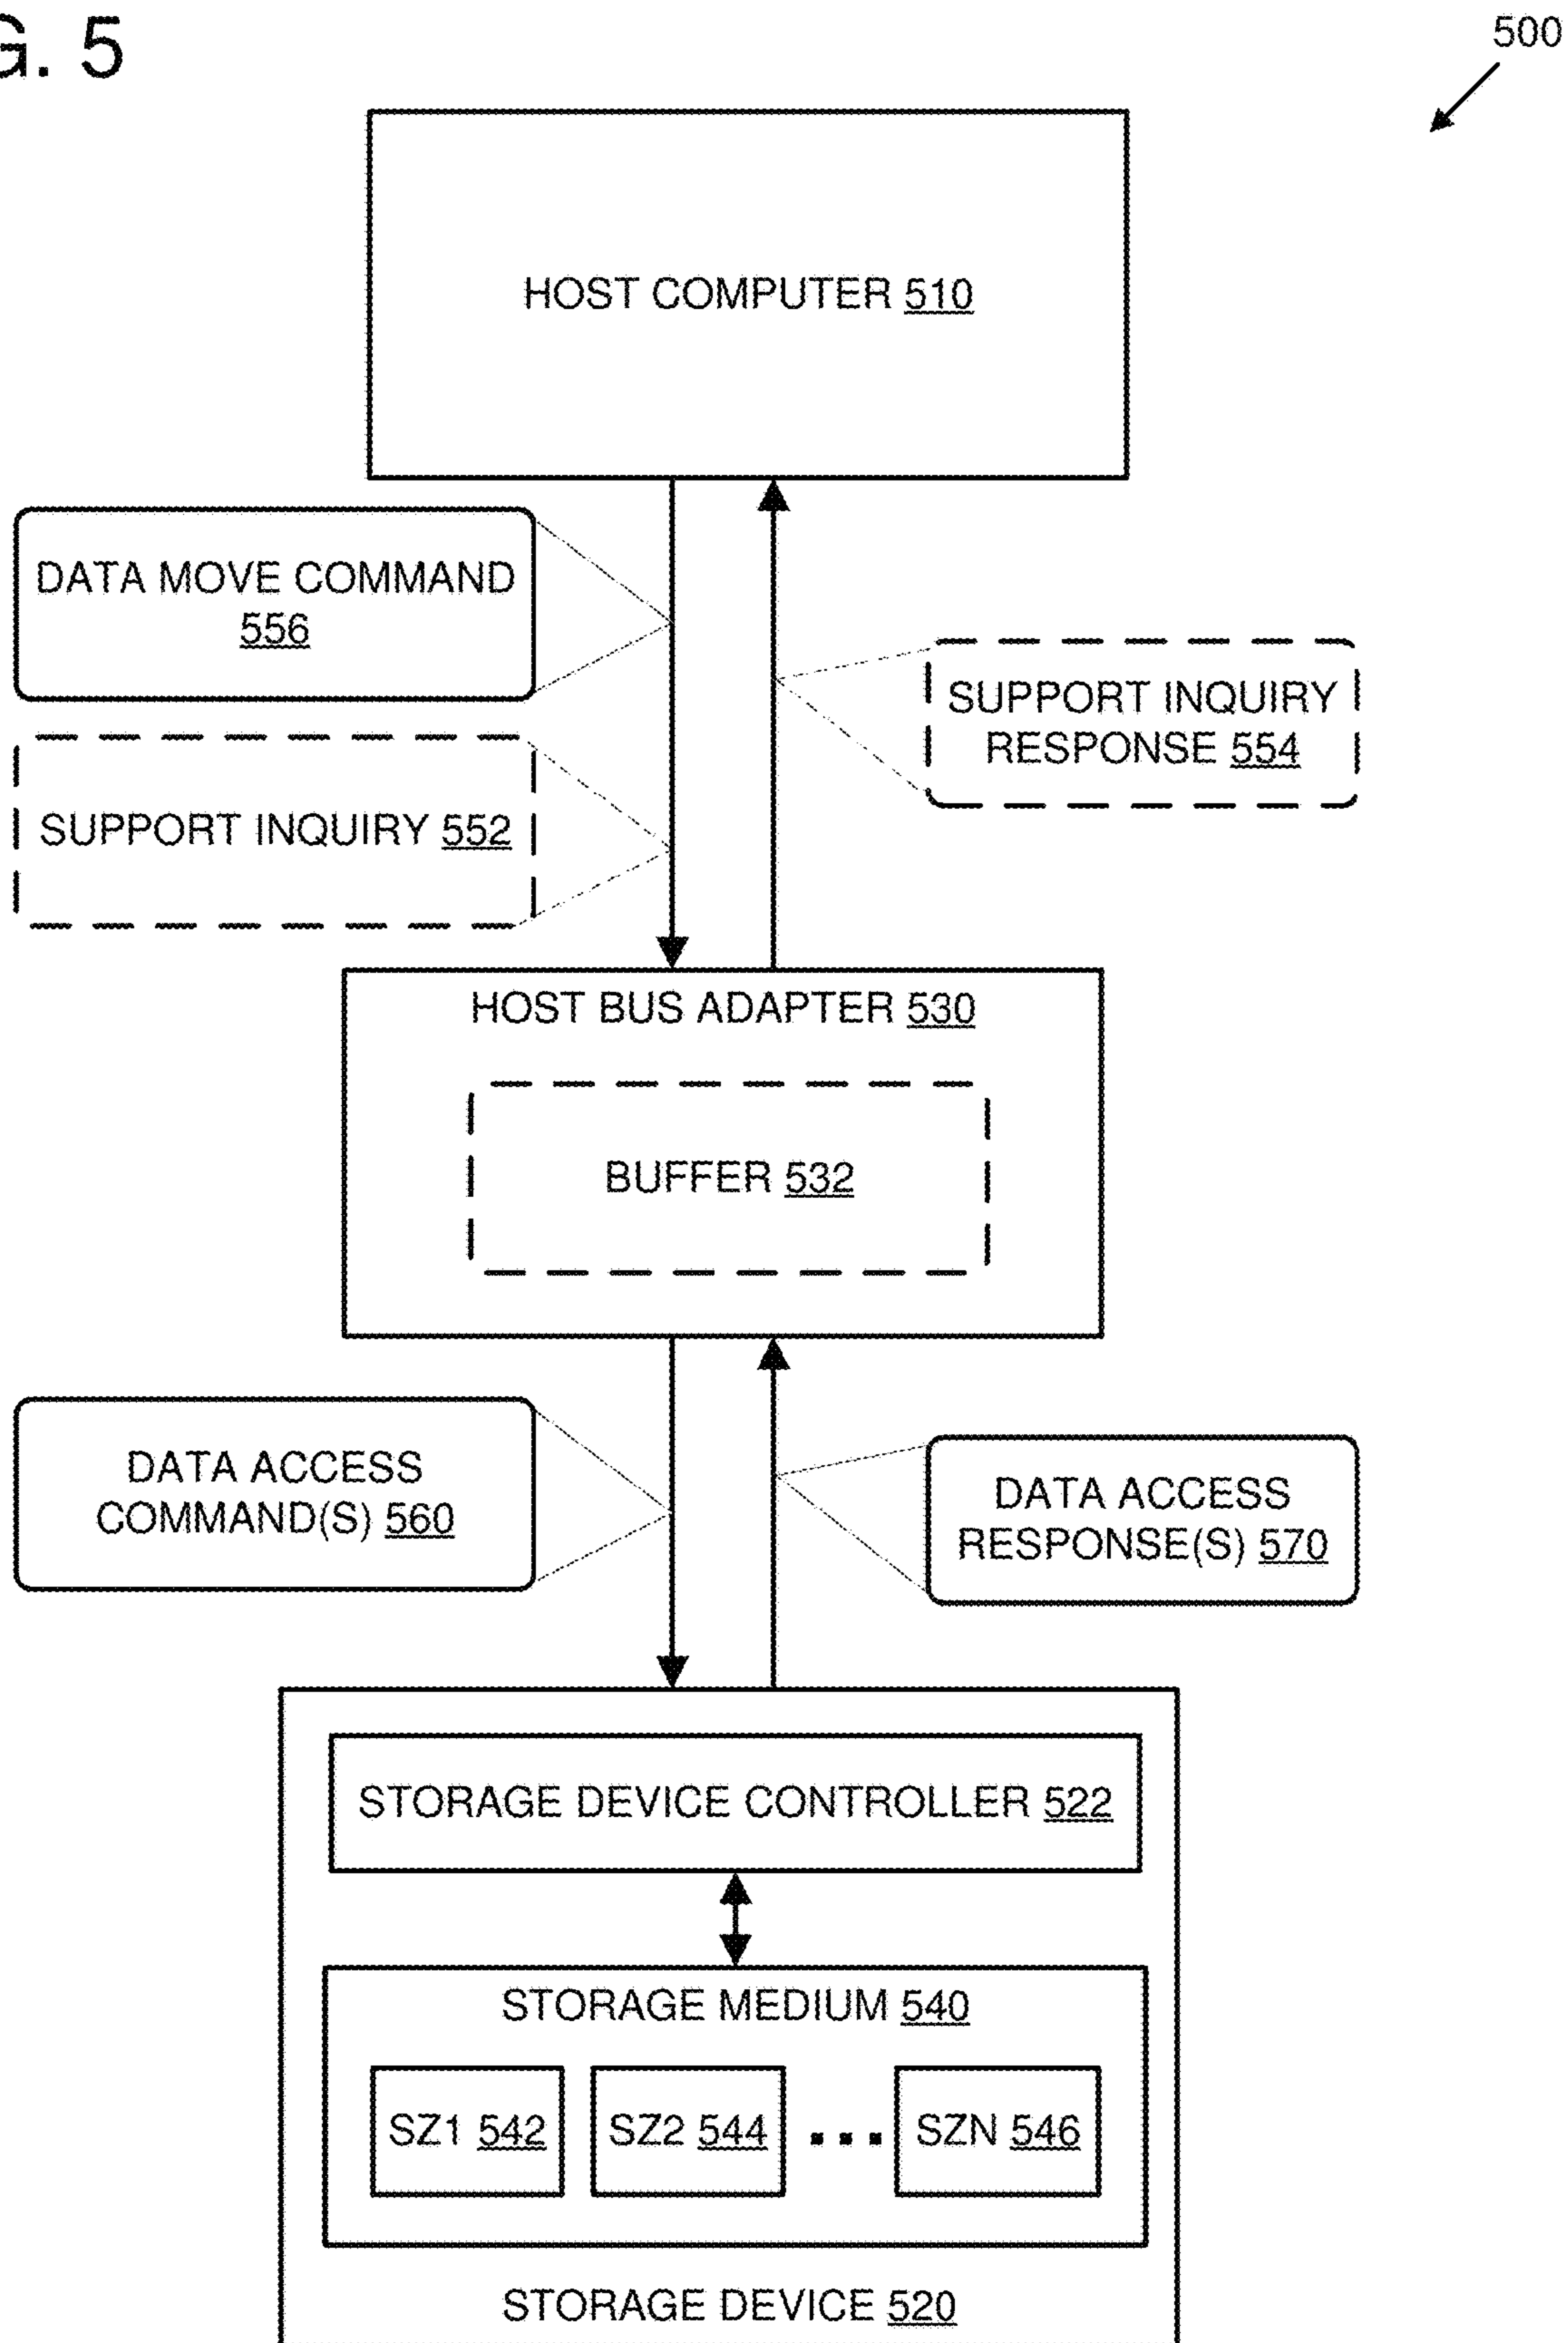 G. 5
500
HOST COMPUTER 510
DATA MOVE COMMAND
556
SUPPORT INQUIRY
RESPONSE 554
SUPPORT INQUIRY 552
HOST BUS ADAPTER 530
BUFFER 532
DATA ACCESS
COMMAND(S) 560
DATA ACCESS
RESPONSE(S) 570
STORAGE DEVICE CONTROLLER 522
STORAGE MEDIUM 540
SZ1 542
SZ2 544
...
SZN 546
STORAGE DEVICE 520